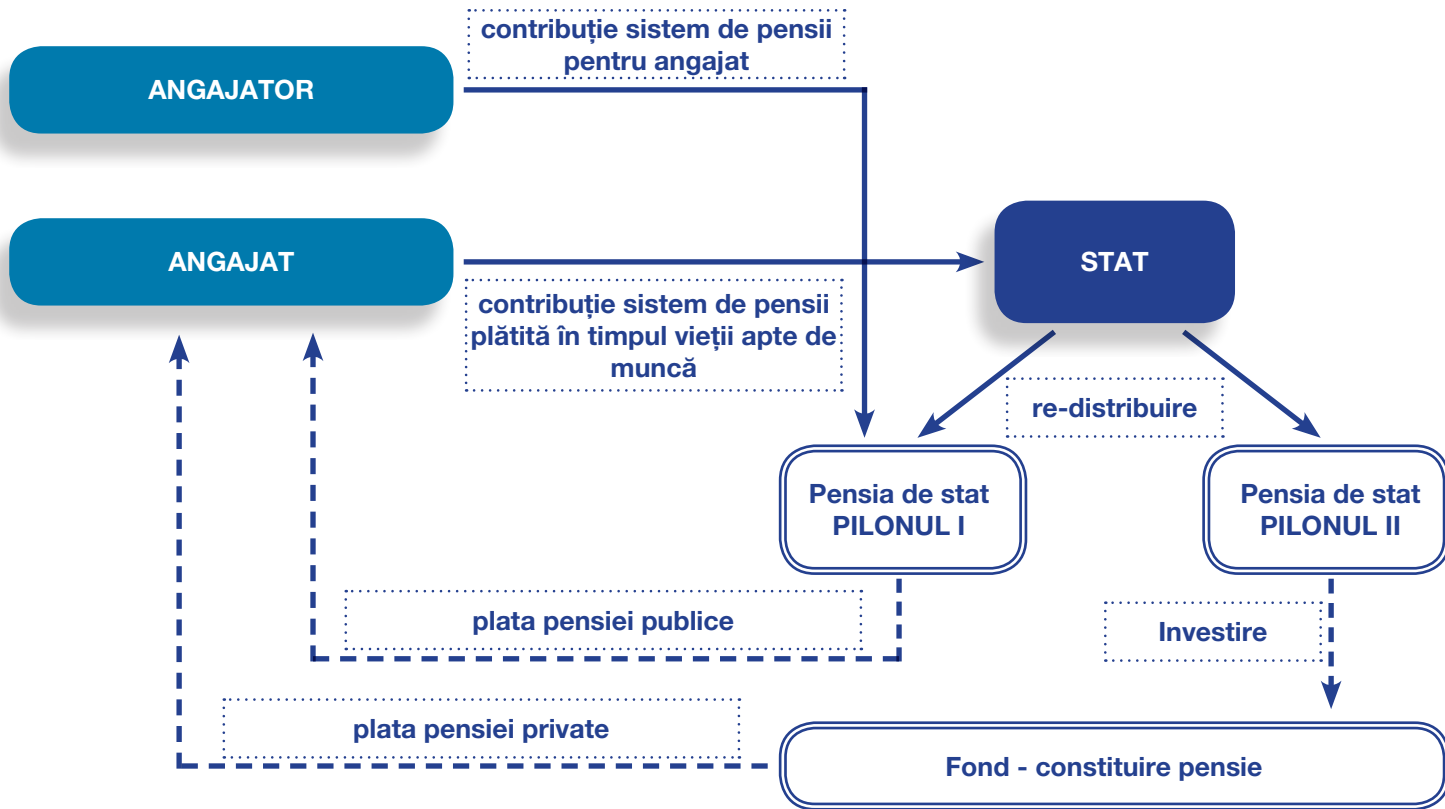 contribuție sistem de pensii
pentru angajat
ANGAJATOR
ANGAJAT
STAT
contribuție sistem de pensii
plătită în timpul vieții apte de
muncă
re-distribuire
Pensia de stat
PILONUL I
Pensia de stat
PILONUL II
plata pensiei publice
Investire
plata pensiei private
Fond - constituire pensie